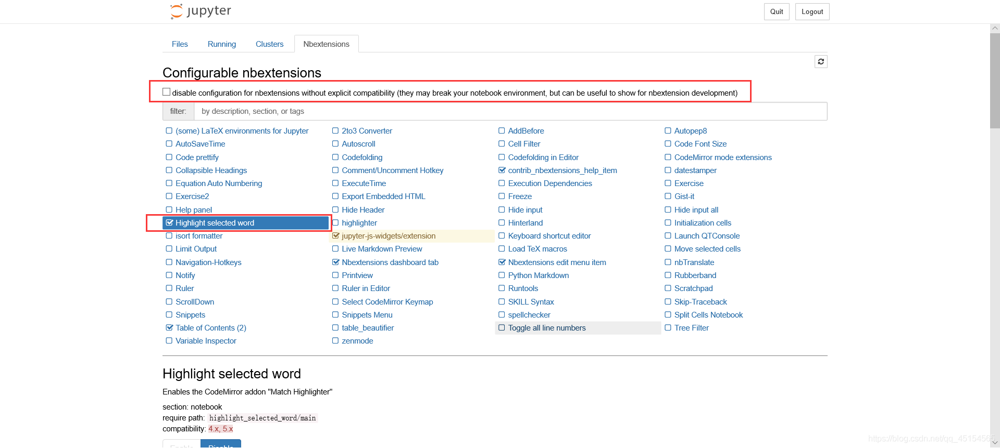 jupyter
Quit Logout
Files Running Clusters Nbextensions
Configurable nbextensions
disable configuration for nbextensions without explicit compatibility (they may break your notebook environment, but can be useful to show for nbextension development)
filter: by description, section, or tags
(some) LaTeX environments for Jupyter 2to3 Converter AddBefore Autopep8
AutoSaveTime Autoscroll Cell Filter Code Font Size
Code prettify Codefolding Codefolding in Editor CodeMirror mode extensions
Collapsible Headings Comment/Uncomment Hotkey contrib_nbextensions_help_item datestamper
Equation Auto Numbering ExecuteTime Execution Dependencies Exercise
Exercise2 Export Embedded HTML Freeze Gist-it
Help panel Hide Header Hide input Hide input all
Highlight selected word highlighter Hinterland Initialization cells
isort formatter jupyter-js-widgets/extension Keyboard shortcut editor Launch QTConsole
Limit Output Live Markdown Preview Load TeX macros Move selected cells
Navigation-Hotkeys Nbextensions dashboard tab Nbextensions edit menu item nbTranslate
Notify Printview Python Markdown Rubberband
Ruler Ruler in Editor Runtools Scratchpad
ScrollDown Select CodeMirror Keymap SKILL Syntax Skip-Traceback
Snippets Snippets Menu spellchecker Split Cells Notebook
Table of Contents (2) table_beautifier Toggle all line numbers Tree Filter
Variable Inspector zenmode
Highlight selected word
Enables the CodeMirror addon "Match Highlighter"
section: notebook
require path: highlight_selected_word/main
compatibility: 4.x, 5.x
Enable Disable
https://blog.csdn.net/qq_45154565